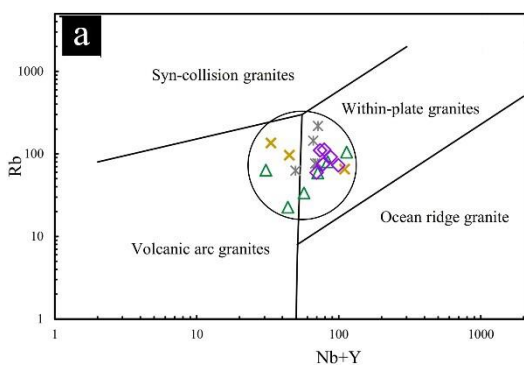 a
Syn-collision granites
Within-plate granites
Volcanic arc granites
Ocean ridge granite
Rb
1000
100
10
1
1
10
100
1000
Nb+Y